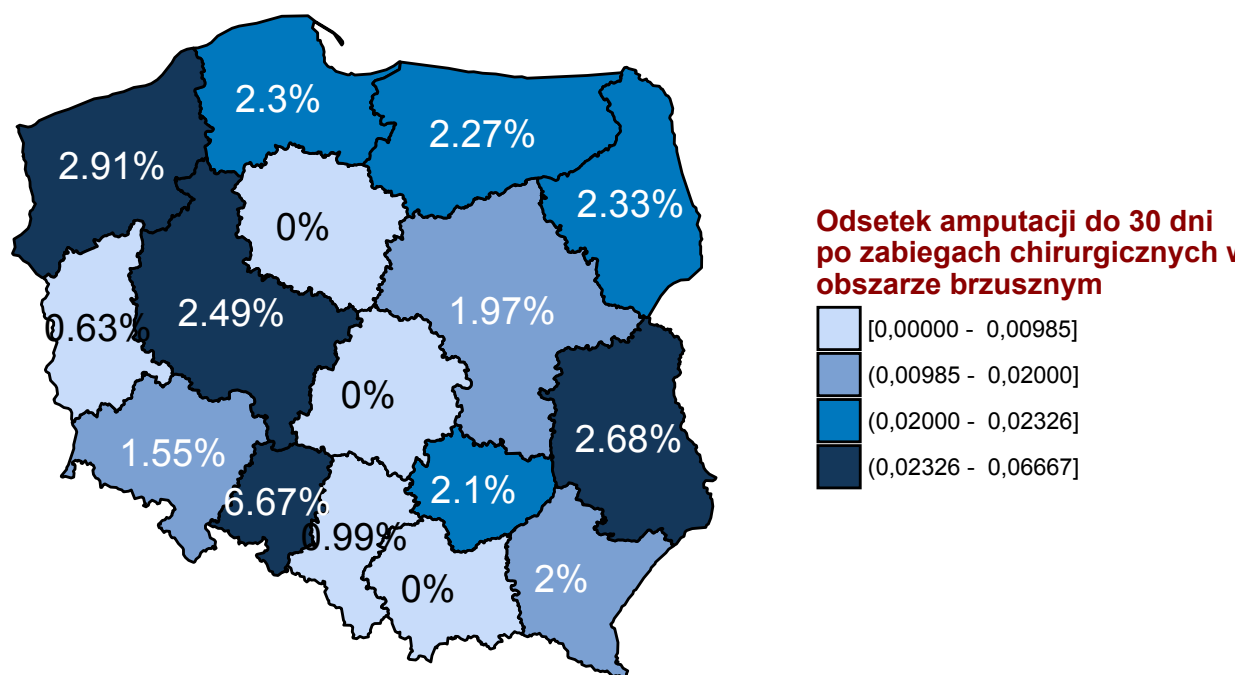 2.3%
2.27%
2.91%
2.33%
0%
Odsetek amputacji do 30 dni
po zabiegach chirurgicznych w
obszarze brzusznym
2.49%
1.97%
0.63%
[0,00000 - 0,00985]
(0,00985 - 0,02000]
0%
(0,02000 - 0,02326]
2.68%
1.55%
(0,02326 - 0,06667]
2.1%
6.67%
0.99%
2%
0%